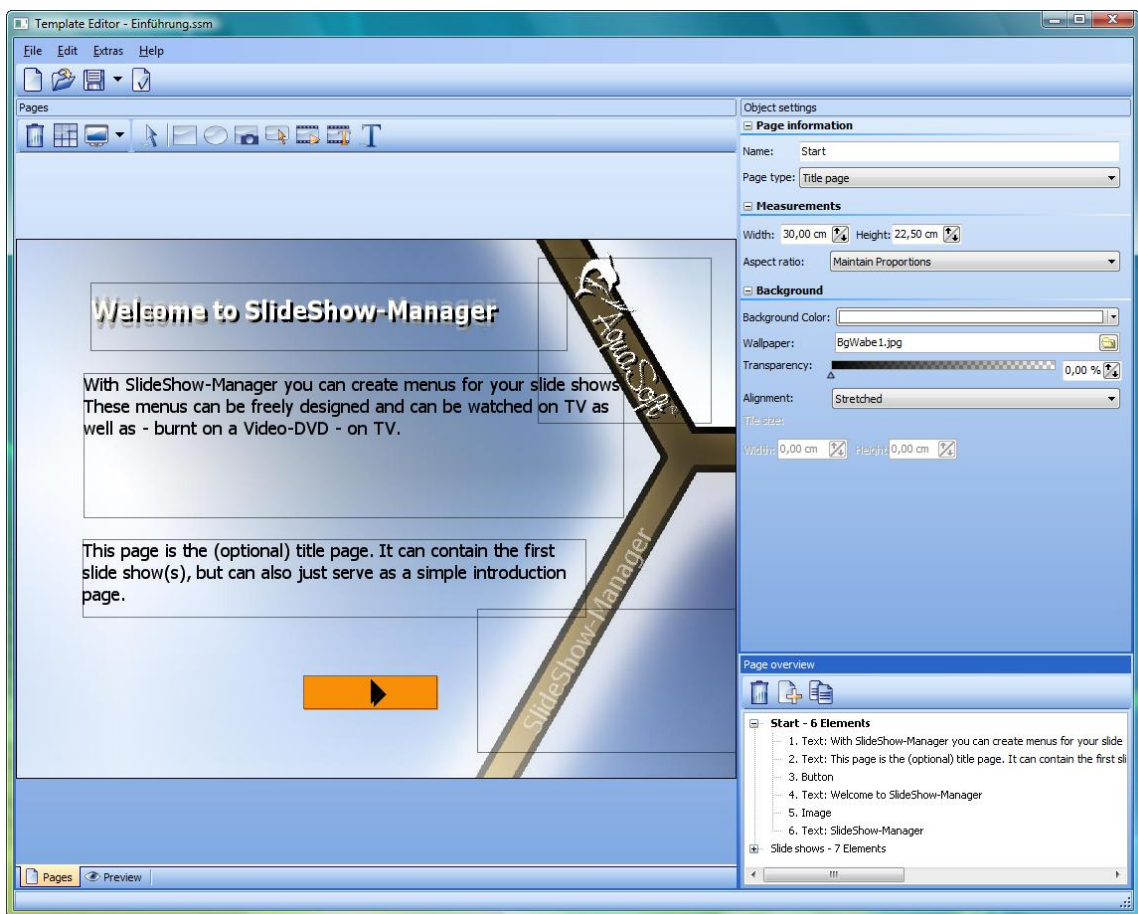 Template Editor - Einführung.ssm
File Edit Extras Help
Pages
T
Welcome to SlideShow-Manager
With SlideShow-Manager you can create menus for your slide shows
These menus can be freely designed and can be watched on TV as
well as - burnt on a Video-DVD - on TV.
This page is the (optional) title page. It can contain the first
slide show(s), but can also just serve as a simple introduction
page.
AquaSoft
SlideShow-Manager
Pages Preview
Object settings
Page information
Name: Start
Page type: Title page
Measurements
Width: 30,00 cm Height: 22,50 cm
Aspect ratio: Maintain Proportions
Background
Background Color:
Wallpaper: BgWabe1.jpg
Transparency: 0,00 %
Alignment: Stretched
Tile size:
Width: 0,00 cm Height: 0,00 cm
Page overview
Start - 6 Elements
1. Text: With SlideShow-Manager you can create menus for your slide
2. Text: This page is the (optional) title page. It can contain the first sli
3. Button
4. Text: Welcome to SlideShow-Manager
5. Image
6. Text: SlideShow-Manager
Slide shows - 7 Elements